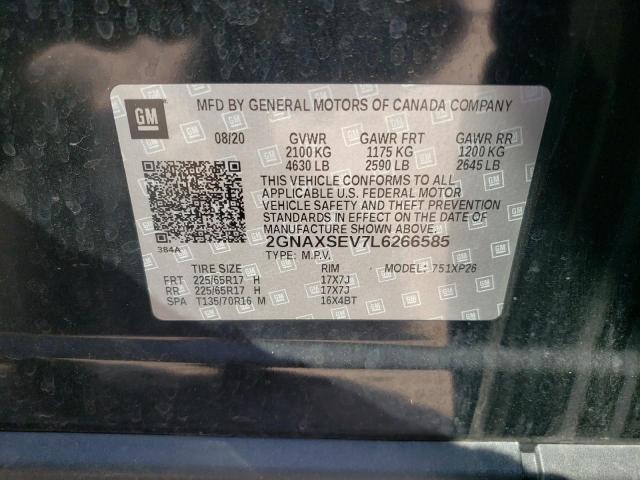 GM
MFD BY GENERAL MOTORS OF CANADA COMPANY
08/20 GVWR GAWR FRT GAWR RR
2100 KG 1175 KG 1200 KG
4630 LB 2590 LB 2645 LB
THIS VEHICLE CONFORMS TO ALL
APPLICABLE U.S. FEDERAL MOTOR
VEHICLE SAFETY AND THEFT PREVENTION
STANDARDS IN EFFECT ON THE DATE OF
MANUFACTURE SHOWN ABOVE.
384A 2GNAXSEV7L6266585
TYPE: M.P.V.
TIRE SIZE RIM MODEL: 751XP26
FRT 225/65R17 H 17X7J
RR 225/65R17 H 17X7J
SPA T135/70R16 M 16X4BT